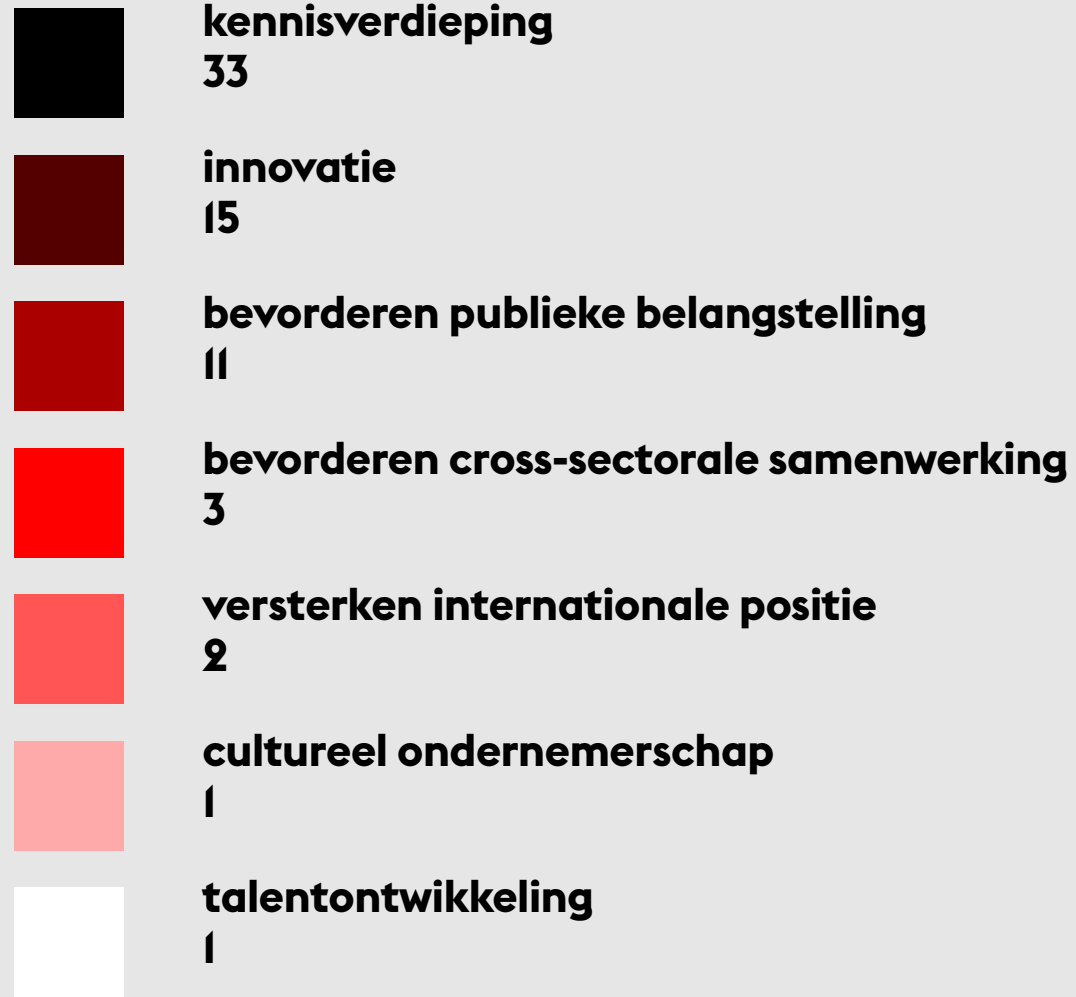 kennisverdieping
33
innovatie
15
bevorderen publieke belangstelling
11
bevorderen cross-sectorale samenwerking
3
versterken internationale positie
2
cultureel ondernemerschap
1
talentontwikkeling
1